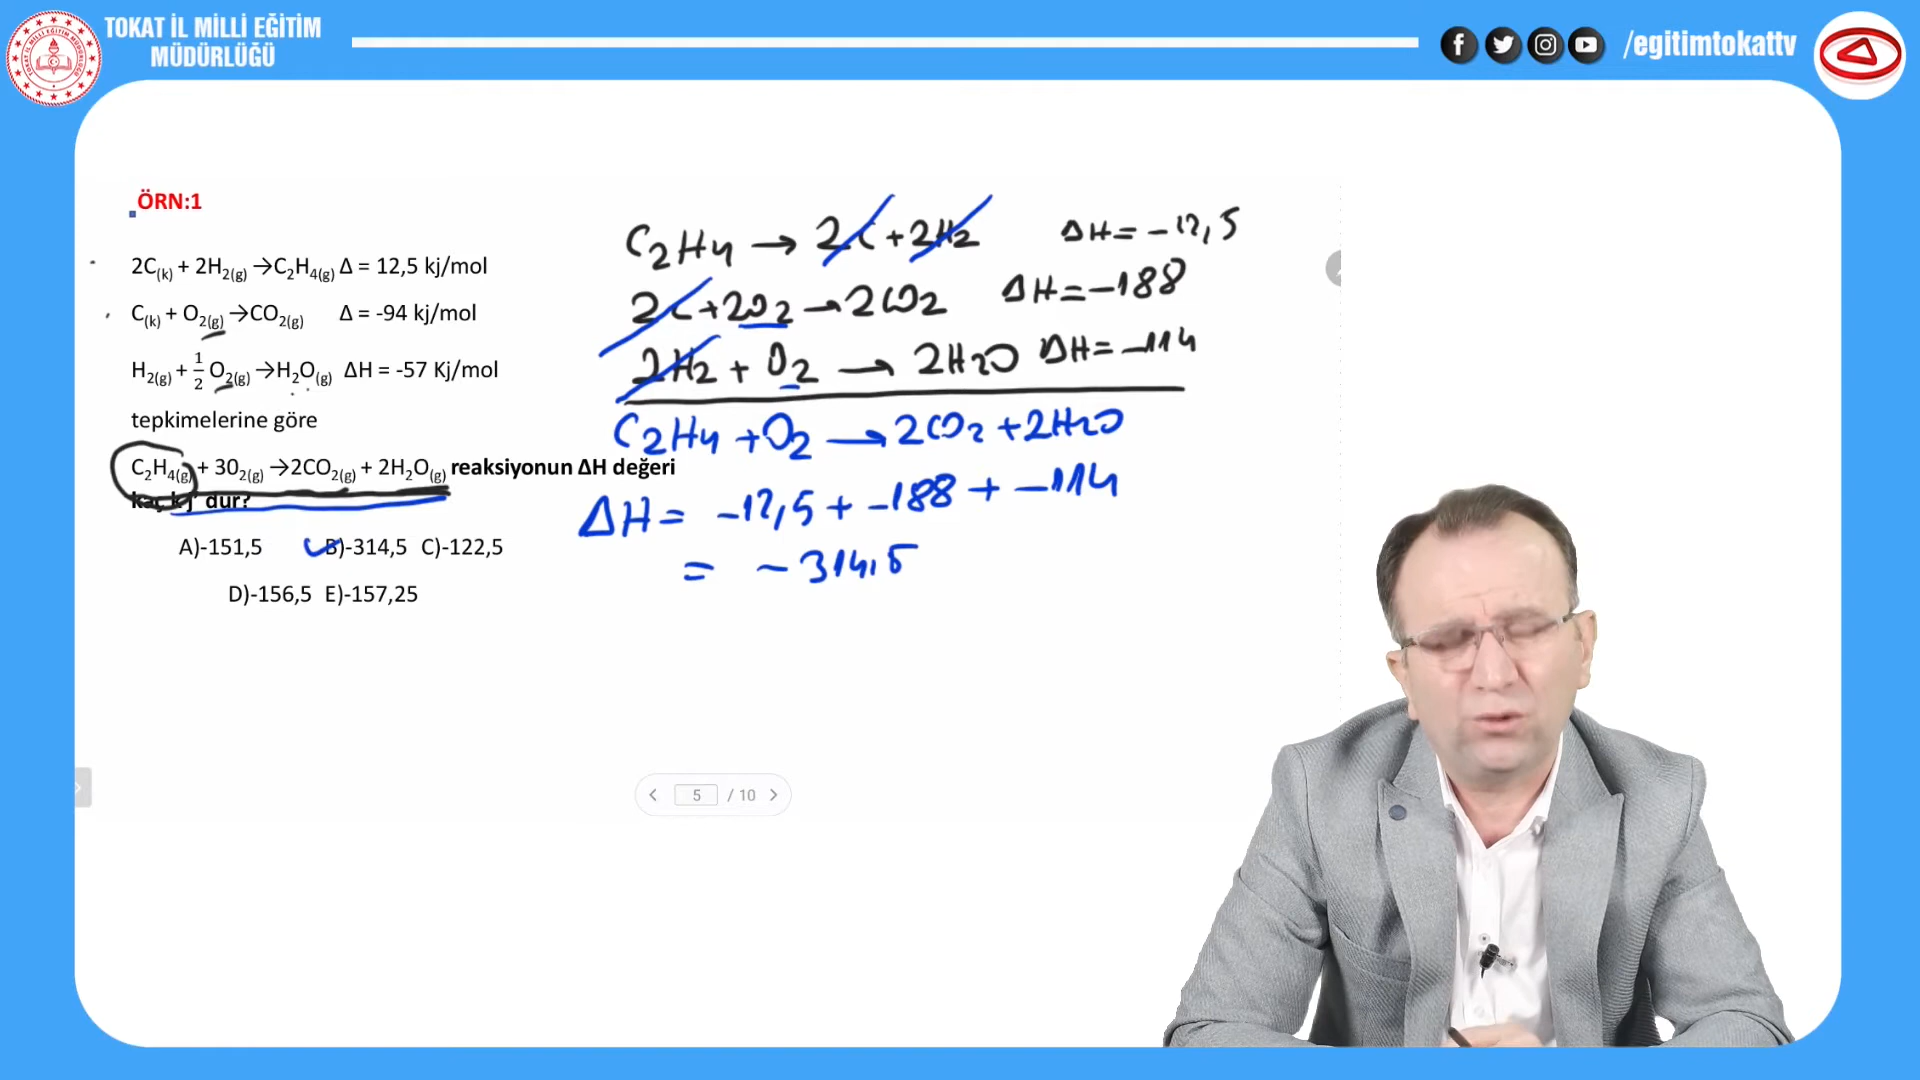 TOKAT İL MİLLİ EĞİTİM
MÜDÜRLÜĞÜ
/egitimtokattv
ÖRN:1
2C(k) + 2H2(g) →C2H4(g) Δ = 12,5 kj/mol
C(k) + O2(g) →CO2(g) Δ = -94 kj/mol
H2(g) + 1/2 O2(g) →H2O(g) ΔH = -57 Kj/mol
tepkimelerine göre
C2H4(g) + 302(g) →2CO2(g) + 2H2O(g) reaksiyonun ΔH değeri
kaç kj' dur?
A)-151,5 B)-314,5 C)-122,5
D)-156,5 E)-157,25
C2H4 → 2C + 2H2 ΔH = -12,5
2C + 2O2 → 2CO2 ΔH = -188
2H2 + O2 → 2H2O ΔH = -114
C2H4 + O2 → 2CO2 + 2H2O
ΔH = -12,5 + -188 + -114
= -314,5
5 / 10